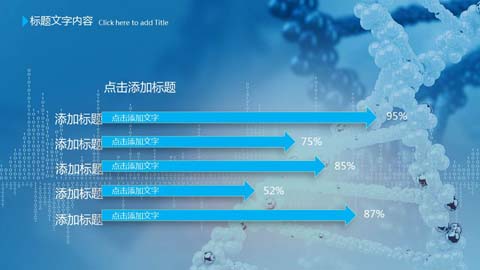 标题文字内容 Click here to add Title
点击添加标题
添加标题 点击添加文字 95%
添加标题 点击添加文字 75%
添加标题 点击添加文字 85%
添加标题 点击添加文字 52%
添加标题 点击添加文字 87%